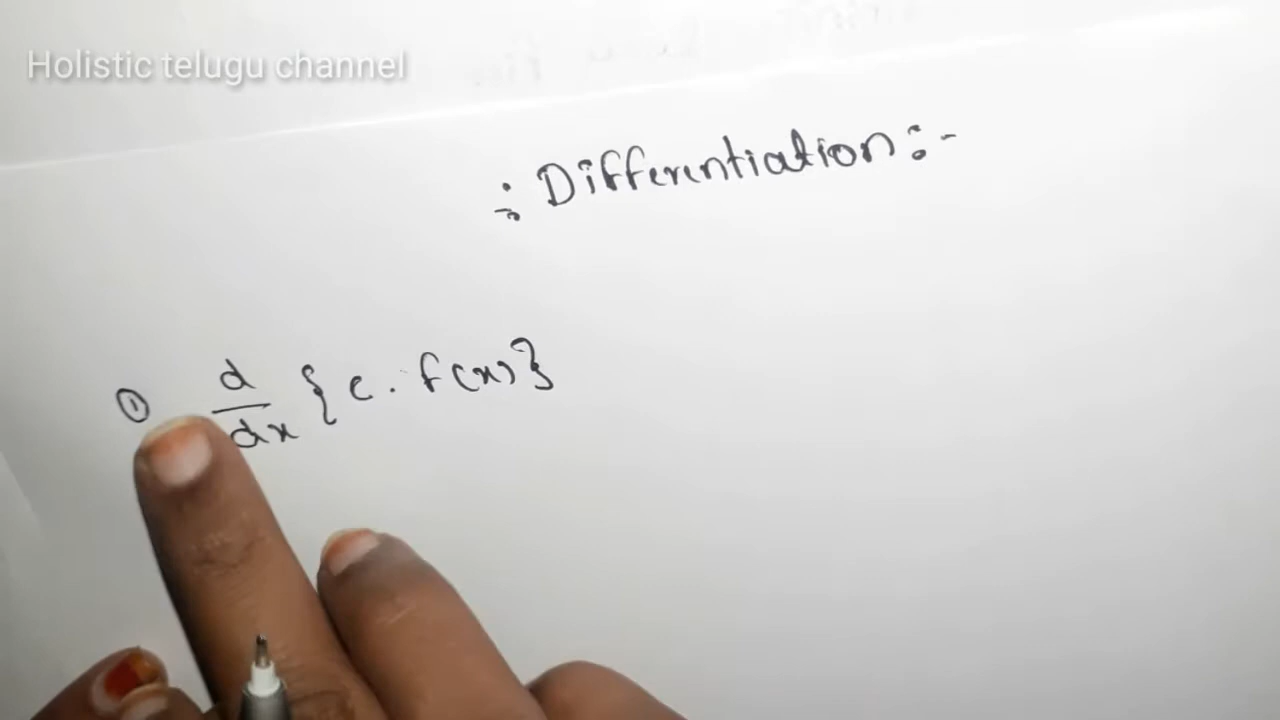 Holistic telugu channel
: Differentiation :-
① d/dx {c . f(x)}